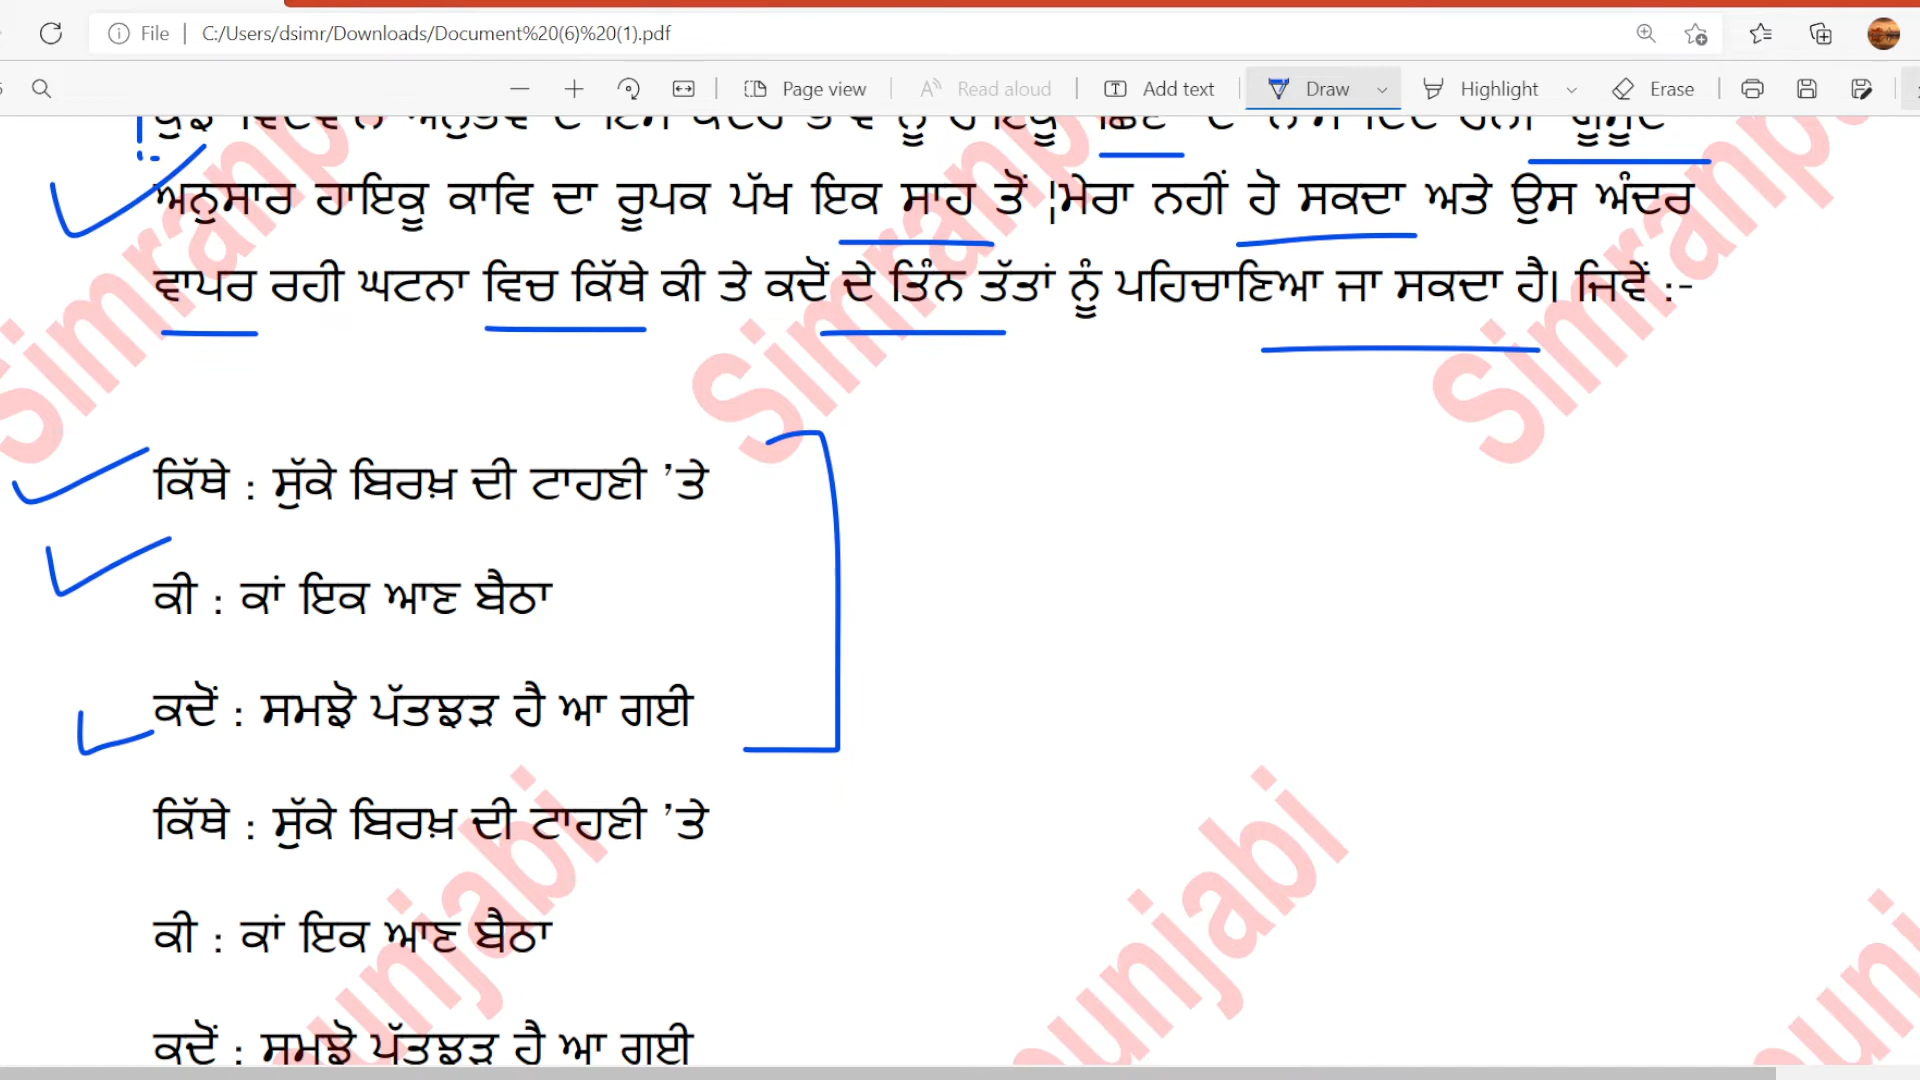 File | C:/Users/dsimr/Downloads/Document%20(6)%20(1).pdf
Page view | Read aloud | Add text | Draw Highlight Erase
ਅਨੁਸਾਰ ਹਾਇਕੂ ਕਾਵਿ ਦਾ ਰੂਪਕ ਪੱਖ ਇਕ ਸਾਹ ਤੋਂ ¦ਮੇਰਾ ਨਹੀਂ ਹੋ ਸਕਦਾ ਅਤੇ ਉਸ ਅੰਦਰ
ਵਾਪਰ ਰਹੀ ਘਟਨਾ ਵਿਚ ਕਿੱਥੇ ਕੀ ਤੇ ਕਦੋਂ ਦੇ ਤਿੰਨ ਤੱਤਾਂ ਨੂੰ ਪਹਿਚਾਣਿਆ ਜਾ ਸਕਦਾ ਹੈ। ਜਿਵੇਂ :-
ਕਿੱਥੇ : ਸੁੱਕੇ ਬਿਰਖ਼ ਦੀ ਟਾਹਣੀ ’ਤੇ
ਕੀ : ਕਾਂ ਇਕ ਆਣ ਬੈਠਾ
ਕਦੋਂ : ਸਮਝੋ ਪੱਤਝੜ ਹੈ ਆ ਗਈ
ਕਿੱਥੇ : ਸੁੱਕੇ ਬਿਰਖ਼ ਦੀ ਟਾਹਣੀ ’ਤੇ
ਕੀ : ਕਾਂ ਇਕ ਆਣ ਬੈਠਾ
ਕਦੋਂ : ਸਮਝੋ ਪੱਤਝੜ ਹੈ ਆ ਗਈ